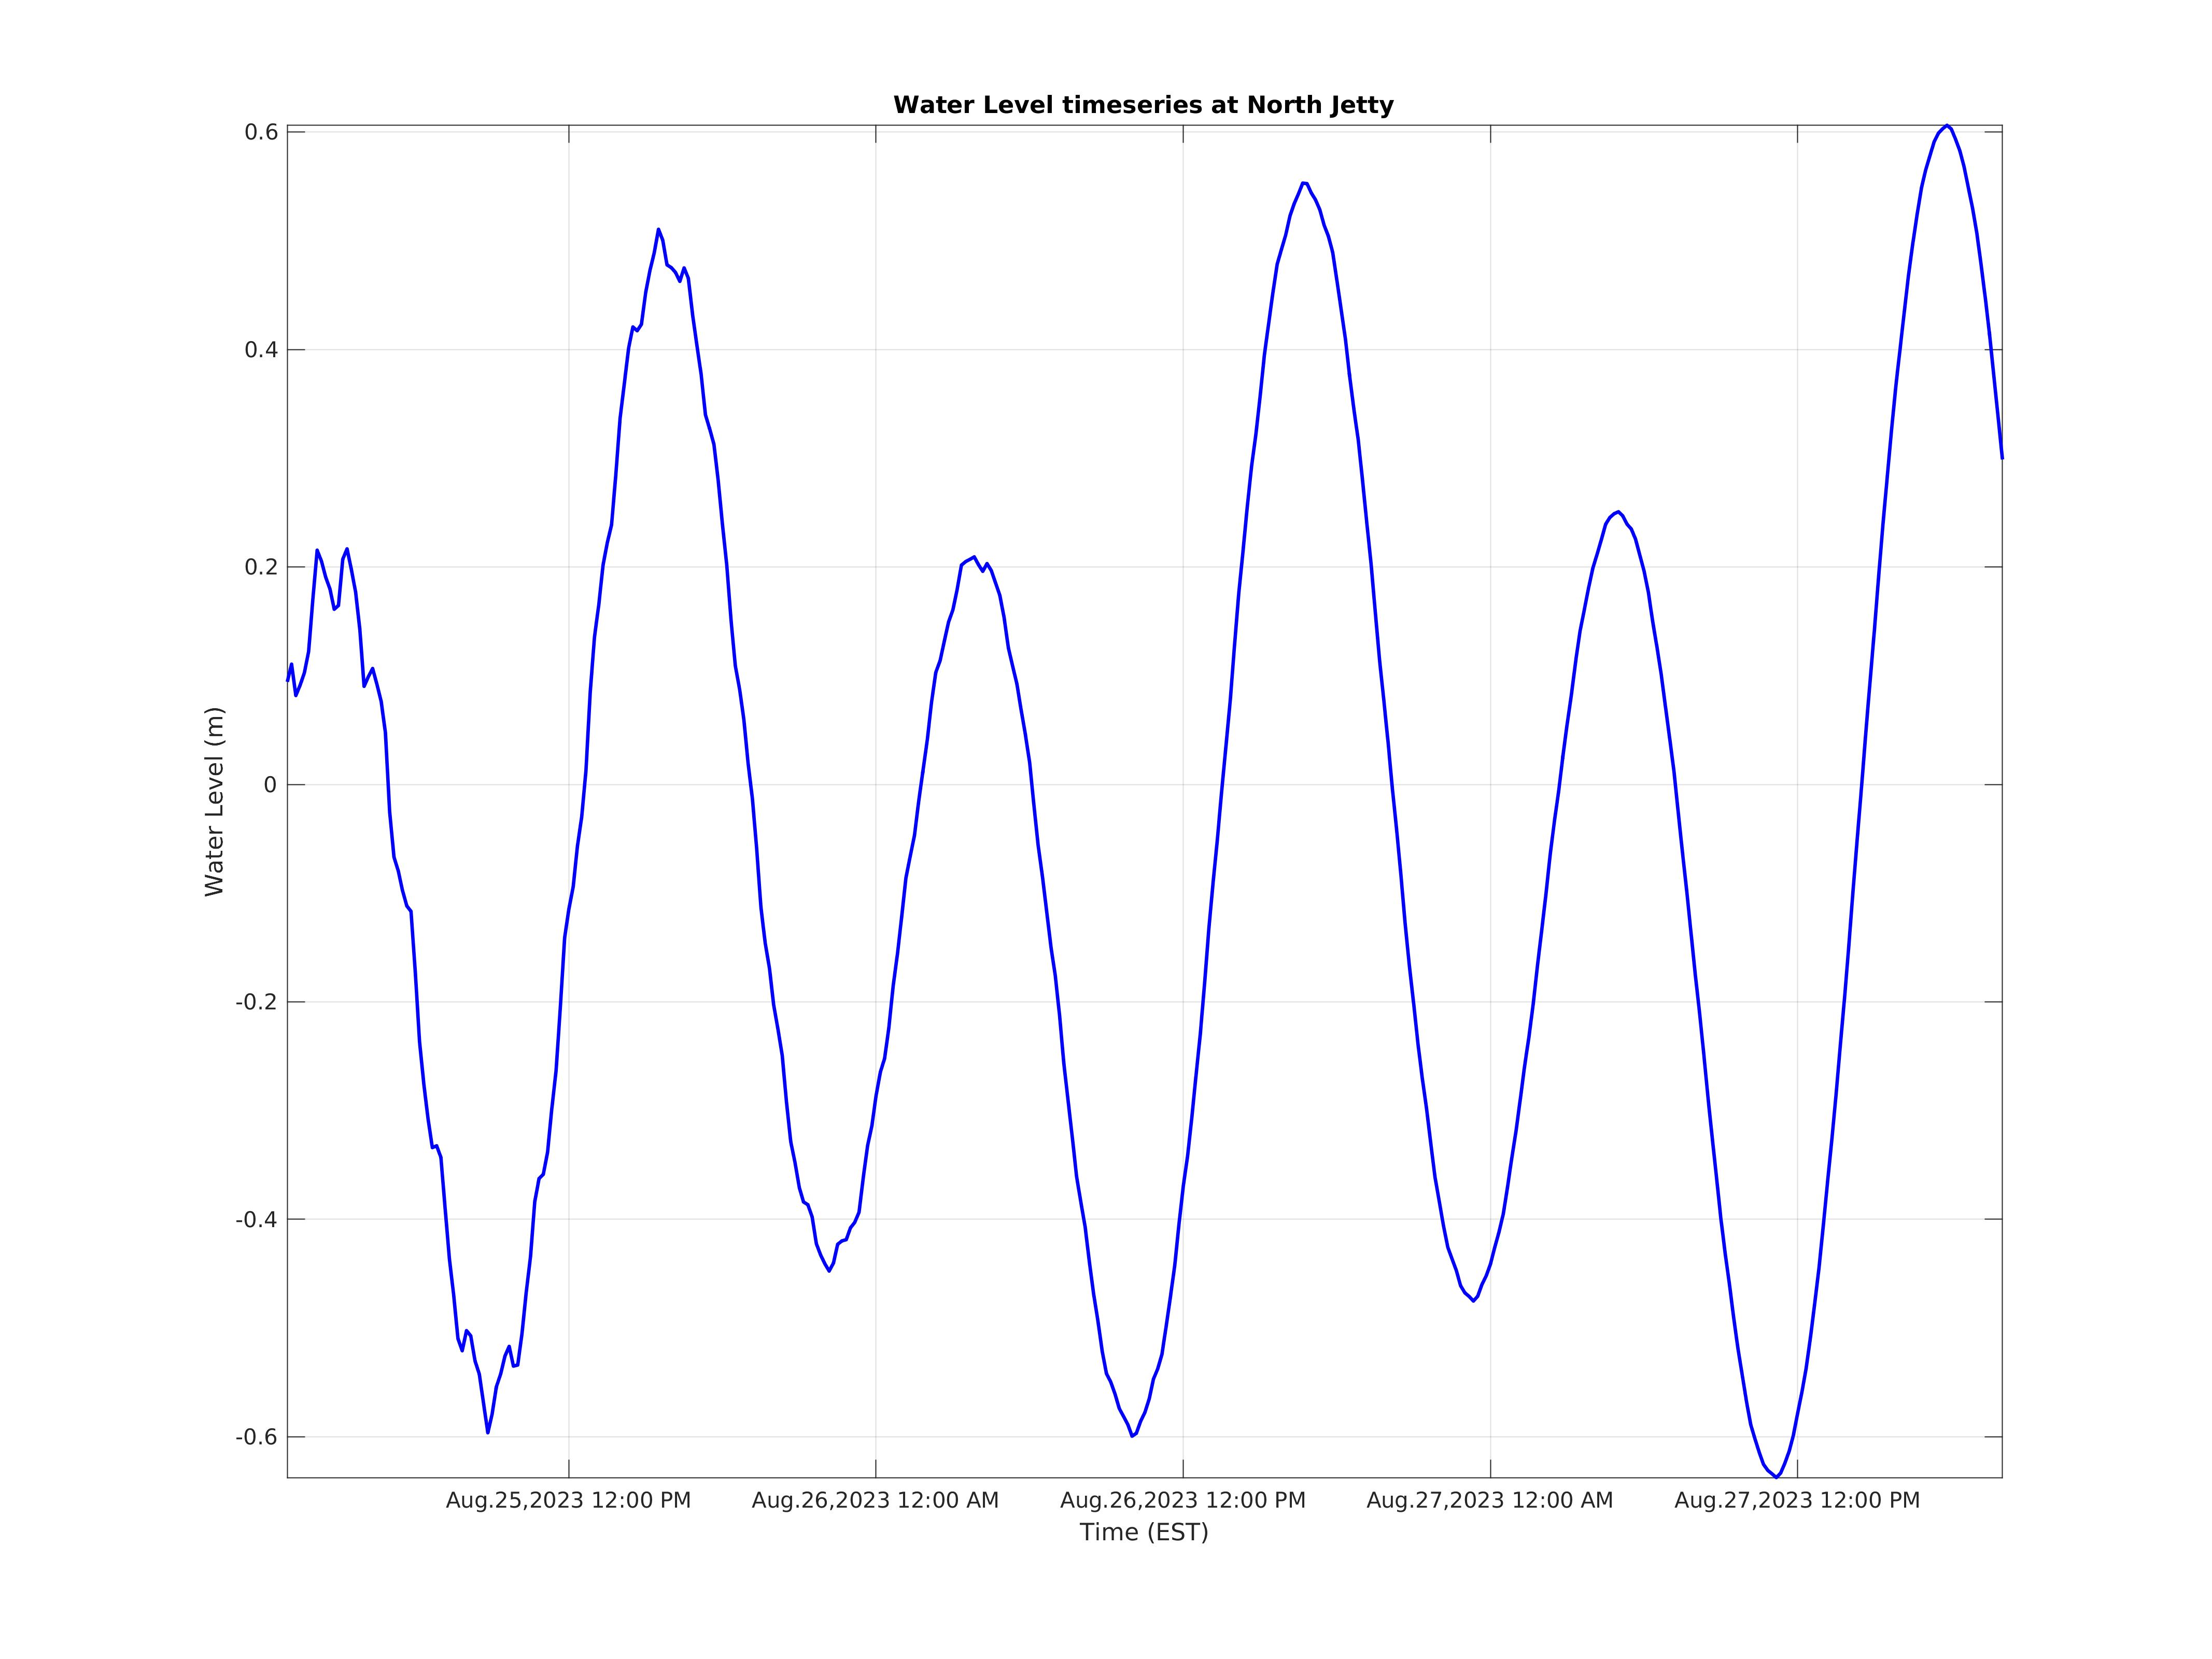 Water Level timeseries at North Jetty
0.6
0.4
0.2
0
-0.2
-0.4
-0.6
Water Level (m)
Aug.25,2023 12:00 PM
Aug.26,2023 12:00 AM
Aug.26,2023 12:00 PM
Aug.27,2023 12:00 AM
Aug.27,2023 12:00 PM
Time (EST)